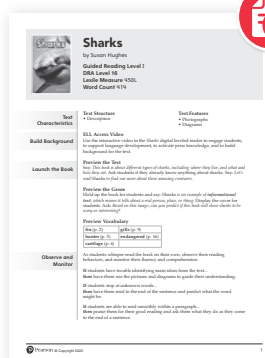 Sharks
Sharks
by Susan Hughes
Guided Reading Level I
DRA Level 16
Lexile Measure 450L
Word Count 414
Text Characteristics
Text Structure
• Description
Text Features
• Photographs
• Diagrams
Build Background
ELL Access Video
Use the interactive video in the
digital leveled reader to engage students,
to support language development, to activate prior knowledge, and to build
background for the text.
Launch the Book
Preview the Text
Say: This book is about different types of sharks, including where they live, and what and
how they eat. Ask students if they already know anything about sharks. Say: Let's
read Sharks to find out more about these amazing creatures.
Preview the Genre
Hold up the book for students and say: Sharks is an example of informational
text, which means it tells about a real person, place, or thing. Display the cover for
students. Ask: Based on this image, can you predict if this book will show sharks to be
scary or interesting?
Preview Vocabulary
fin (p. 2)
gills (p. 9)
hunter (p. 5)
endangered (p. 16)
cartilage (p. 6)
Observe and Monitor
As students whisper-read the book on their own, observe their reading
behaviors, and monitor their fluency and comprehension.
If students have trouble identifying main ideas from the text...
then have them use the pictures and diagrams to guide their understanding.
If students stop at unknown words...
then have them read to the end of the sentence and predict what the word
might be.
If students are able to read smoothly within a paragraph...
then praise them for their good reading and ask them what they do as they come
to the end of a sentence.
Pearson © Copyright 2020
1